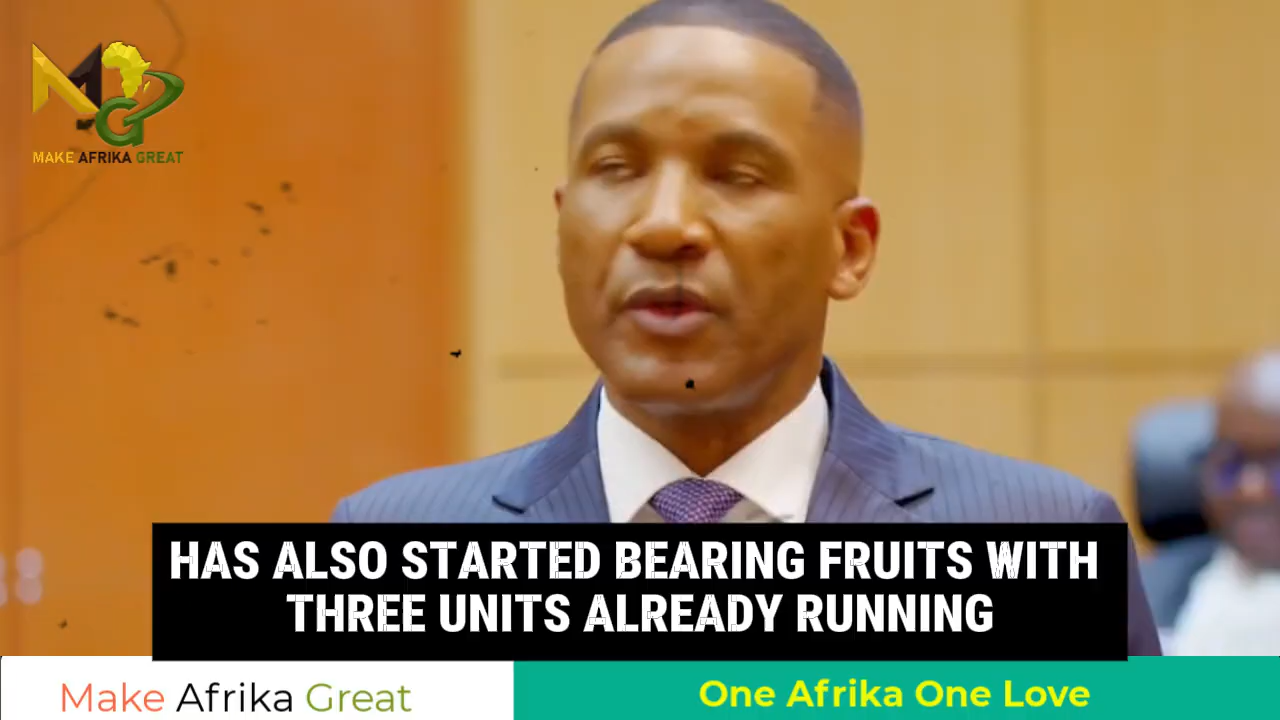 MG
MAKE AFRIKA GREAT
HAS ALSO STARTED BEARING FRUITS WITH
THREE UNITS ALREADY RUNNING
Make Afrika Great
One Afrika One Love